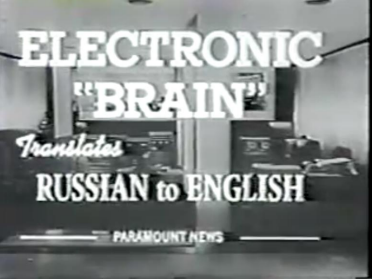 ELECTRONIC
"BRAIN"
Translates
RUSSIAN to ENGLISH
PARAMOUNT NEWS